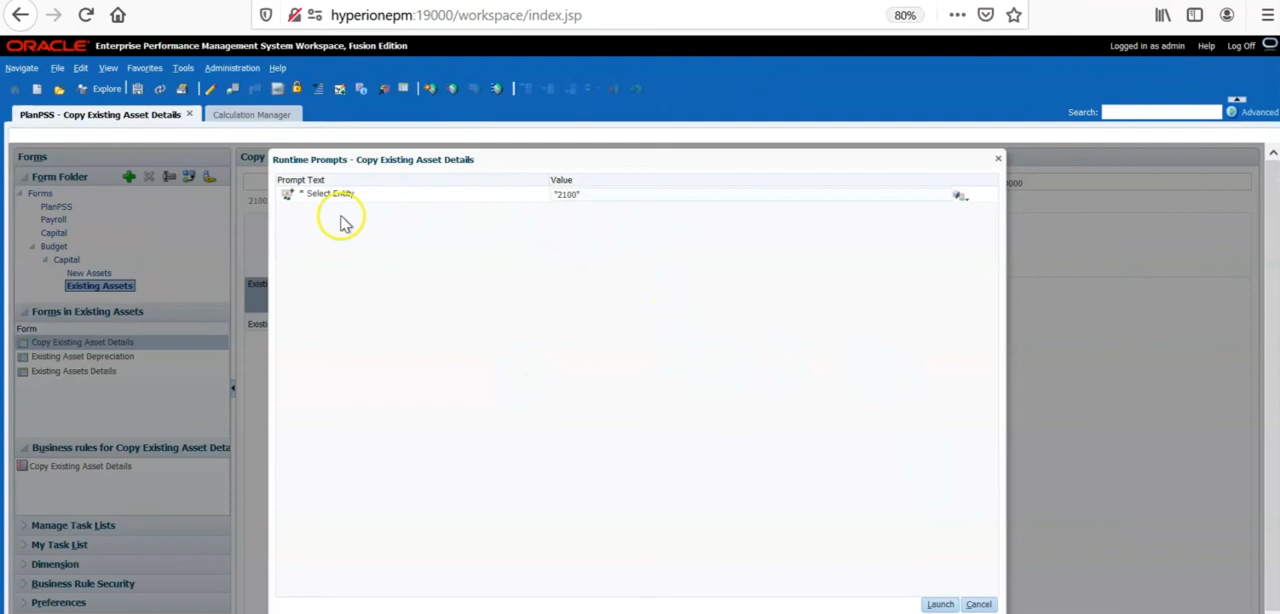 hyperionepm:19000/workspace/index.jsp
80%
ORACLE Enterprise Performance Management System Workspace, Fusion Edition
Logged in as admin Help Log Off
Navigate File Edit View Favorites Tools Administration Help
Explore
PlanPSS - Copy Existing Asset Details Calculation Manager
Search: Advanced
Forms
Copy
Runtime Prompts - Copy Existing Asset Details
Form Folder
Prompt Text Value
0000
Forms
* Select Entity "2100"
2100
PlanPSS
Payroll
Capital
Budget
Capital
New Assets
Existing Assets
Existi
Forms in Existing Assets
Existi
Form
Copy Existing Asset Details
Existing Asset Depreciation
Existing Assets Details
Business rules for Copy Existing Asset Deta
Copy Existing Asset Details
Manage Task Lists
My Task List
Dimension
Business Rule Security
Preferences
Launch Cancel